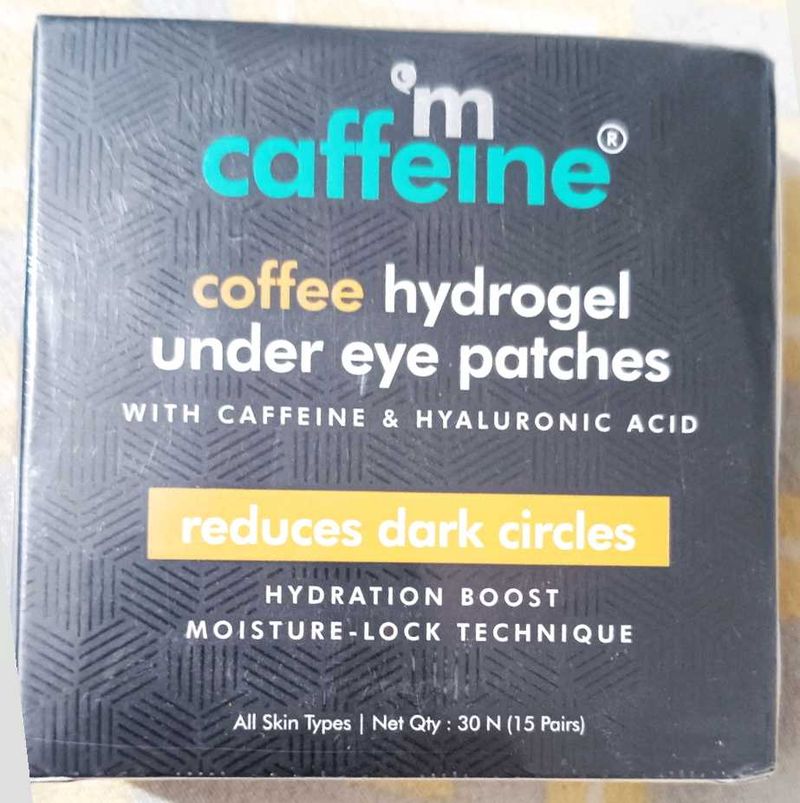 'm
caffeine®
coffee hydrogel
under eye patches
WITH CAFFEINE & HYALURONIC ACID
reduces dark circles
HYDRATION BOOST
MOISTURE-LOCK TECHNIQUE
All Skin Types | Net Qty : 30 N (15 Pairs)